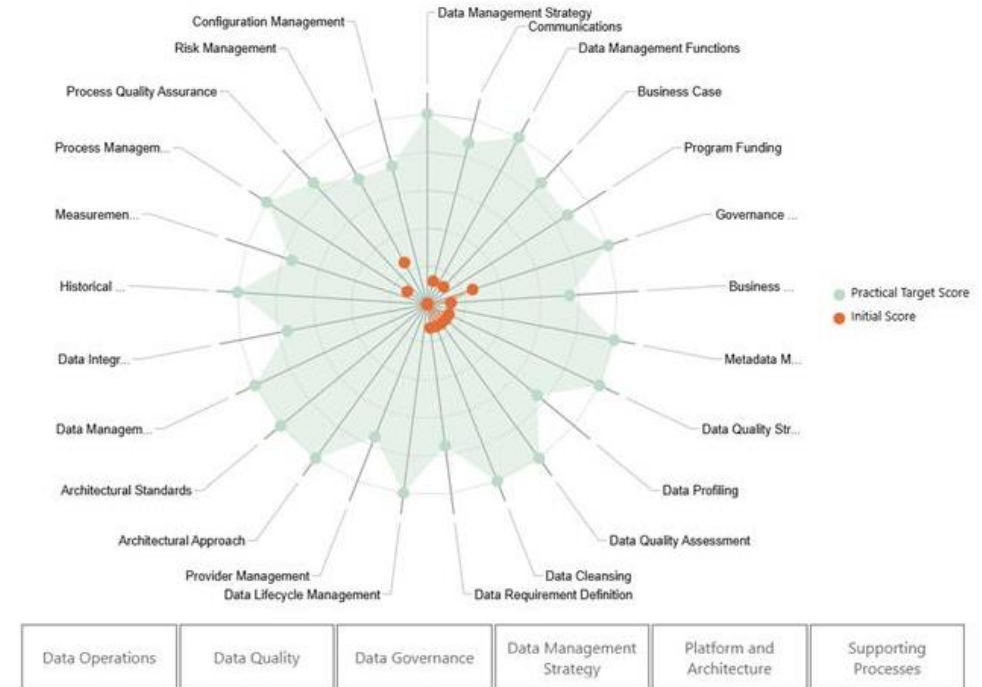 Data Management Strategy
Configuration Management
Communications
Risk Management
Data Management Functions
Process Quality Assurance
Business Case
Process Managem...
Program Funding
Measuremen...
Governance ...
Historical ...
Business ...
Practical Target Score
Initial Score
Data Integr...
Metadata M...
Data Managem...
Data Quality Str...
Architectural Standards
Data Profiling
Architectural Approach
Data Quality Assessment
Provider Management
Data Cleansing
Data Lifecycle Management
Data Requirement Definition
Data Operations
Data Quality
Data Governance
Data Management
Strategy
Platform and
Architecture
Supporting
Processes